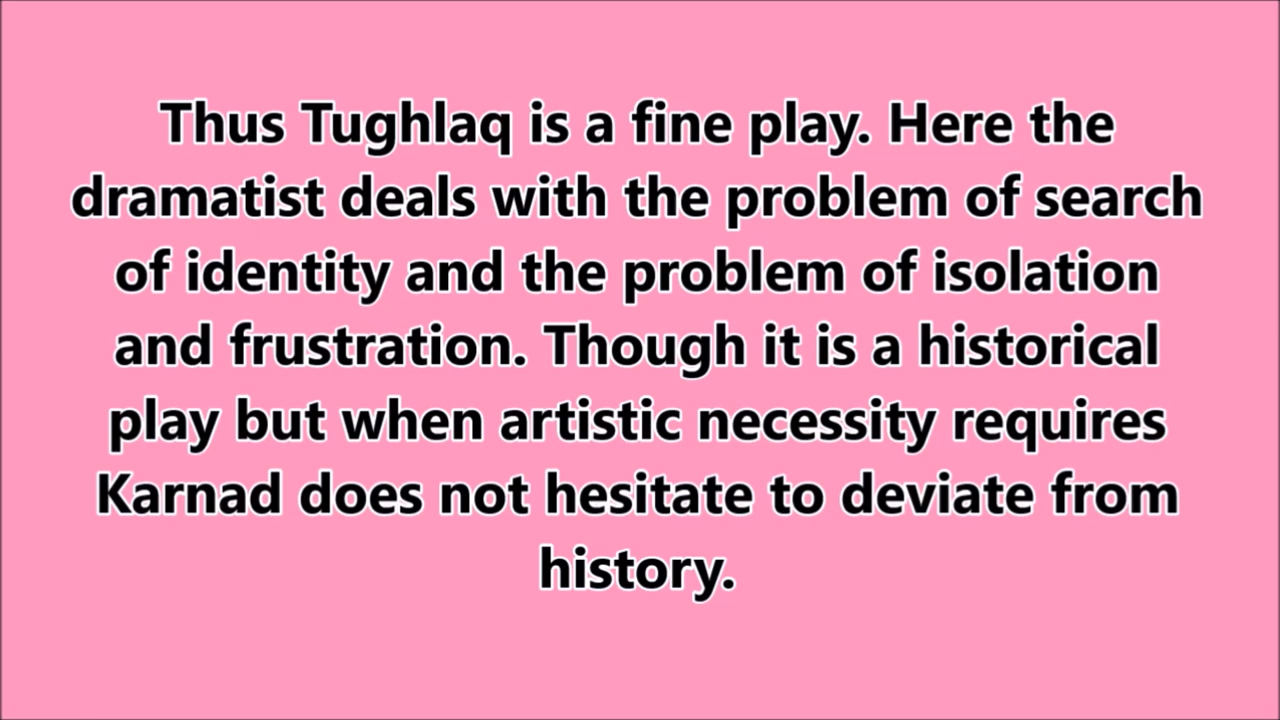 Thus Tughlaq is a fine play. Here the
dramatist deals with the problem of search
of identity and the problem of isolation
and frustration. Though it is a historical
play but when artistic necessity requires
Karnad does not hesitate to deviate from
history.